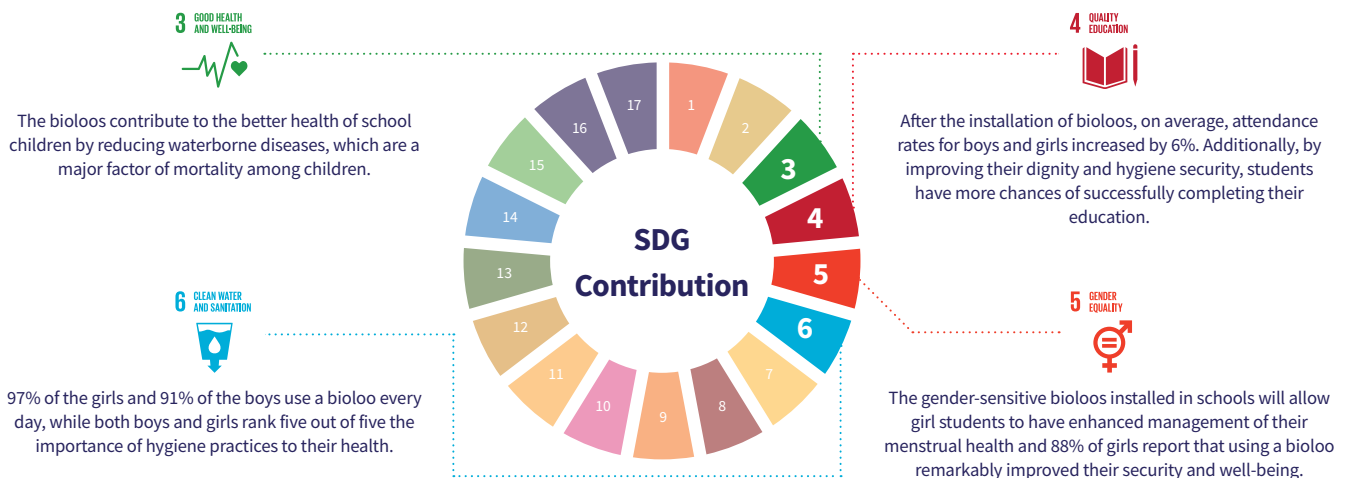 3 GOOD HEALTH
AND WELL-BEING
The bioloos contribute to the better health of school
children by reducing waterborne diseases, which are a
major factor of mortality among children.
4 QUALITY
EDUCATION
After the installation of bioloos, on average, attendance
rates for boys and girls increased by 6%. Additionally, by
improving their dignity and hygiene security, students
have more chances of successfully completing their
education.
SDG
Contribution
1
2
3
4
5
6
7
8
9
10
11
12
13
14
15
16
17
6 CLEAN WATER
AND SANITATION
97% of the girls and 91% of the boys use a bioloo every
day, while both boys and girls rank five out of five the
importance of hygiene practices to their health.
5 GENDER
EQUALITY
The gender-sensitive bioloos installed in schools will allow
girl students to have enhanced management of their
menstrual health and 88% of girls report that using a bioloo
remarkably improved their security and well-being.